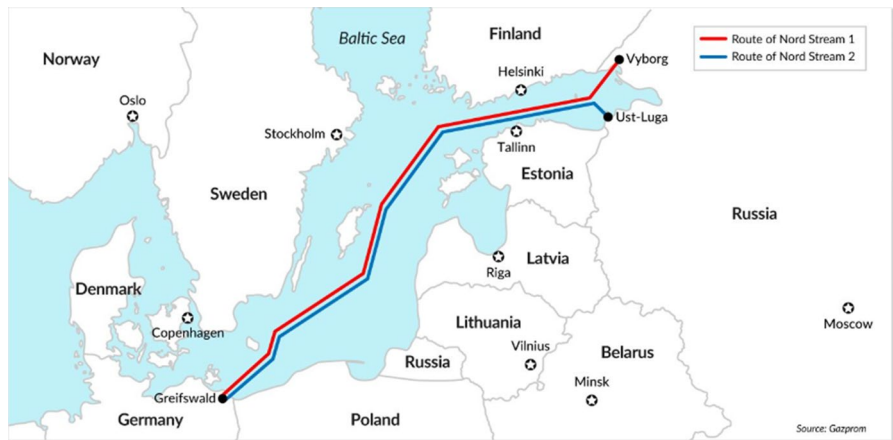 Baltic Sea
Finland
Route of Nord Stream 1
Route of Nord Stream 2
Norway
Vyborg
Helsinki
Oslo
Ust-Luga
Stockholm
Tallinn
Estonia
Sweden
Russia
Riga
Latvia
Denmark
Copenhagen
Lithuania
Moscow
Vilnius
Belarus
Russia
Minsk
Greifswald
Germany
Poland
Source: Gazprom